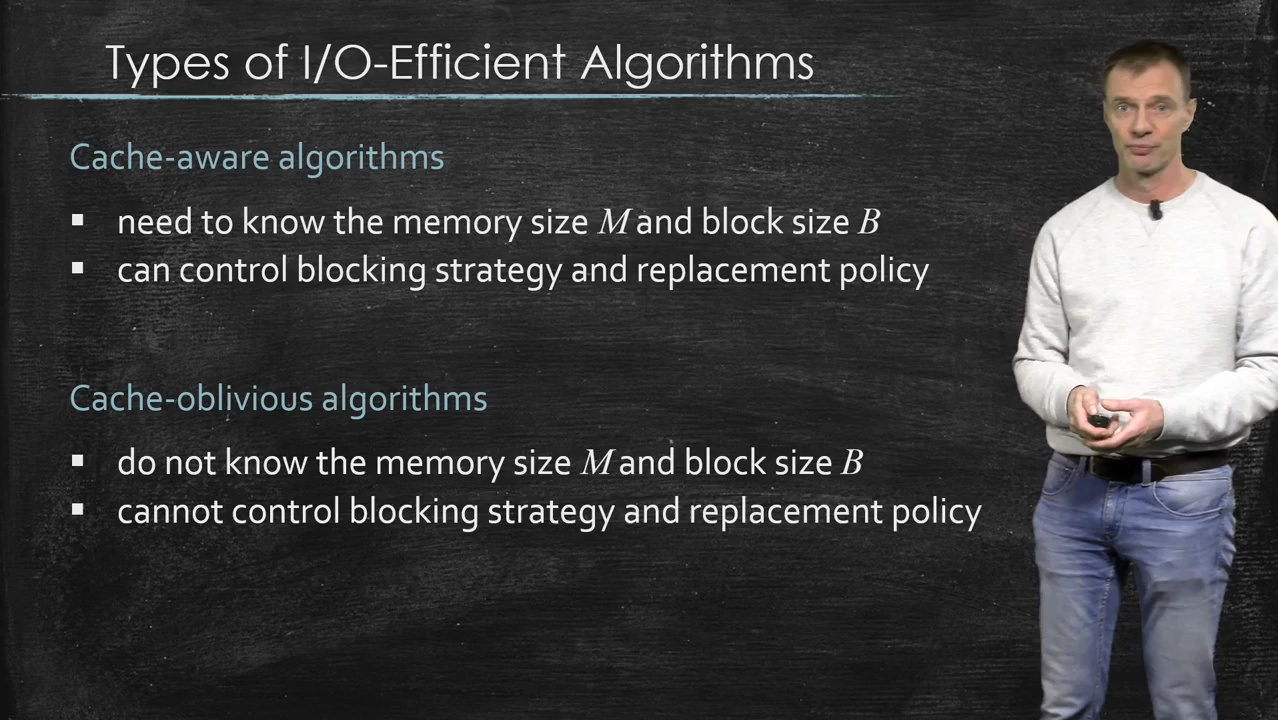 Types of I/O-Efficient Algorithms
Cache-aware algorithms
▪ need to know the memory size M and block size B
▪ can control blocking strategy and replacement policy
Cache-oblivious algorithms
▪ do not know the memory size M and block size B
▪ cannot control blocking strategy and replacement policy